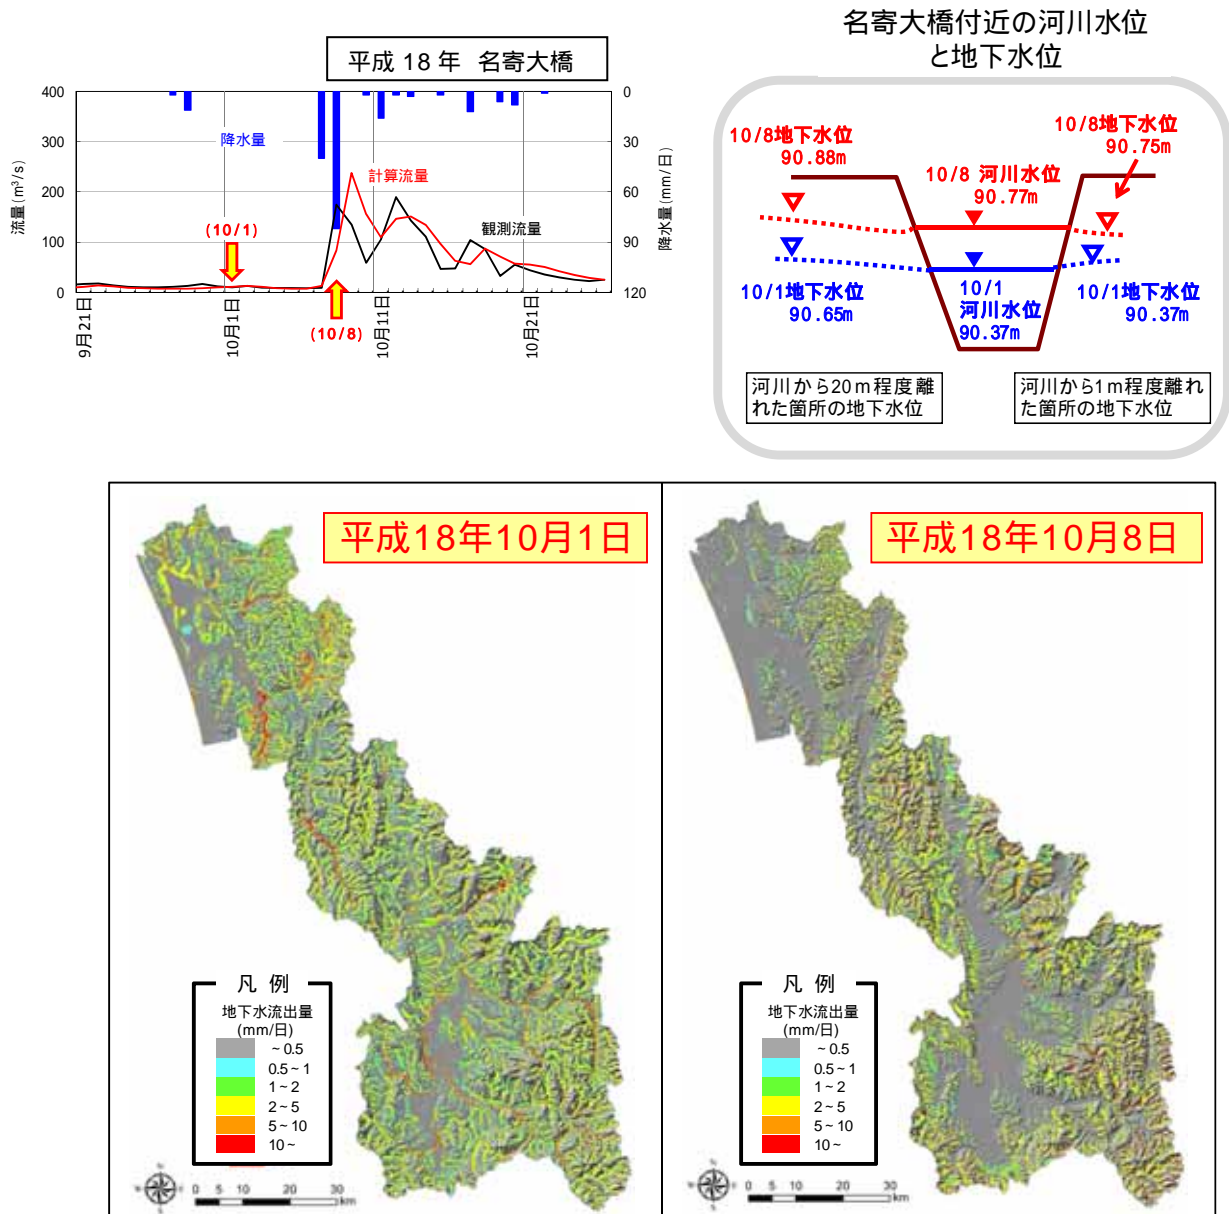 平成 18 年 名寄大橋
400
300
200
100
0
流量(m³/s)
0
30
60
90
120
降水量(mm/日)
降水量
計算流量
観測流量
(10/1)
(10/8)
9月21日
10月1日
10月11日
10月21日
名寄大橋付近の河川水位
と地下水位
10/8地下水位
90.88m
10/8 河川水位
90.77m
10/8地下水位
90.75m
10/1地下水位
90.65m
10/1
河川水位
90.37m
10/1地下水位
90.37m
河川から20m程度離
れた箇所の地下水位
河川から1m程度離れ
た箇所の地下水位
平成18年10月1日
凡 例
地下水流出量
(mm/日)
~0.5
0.5~1
1~2
2~5
5~10
10~
0 5 10 20 30
km
平成18年10月8日
凡 例
地下水流出量
(mm/日)
~0.5
0.5~1
1~2
2~5
5~10
10~
0 5 10 20 30
km